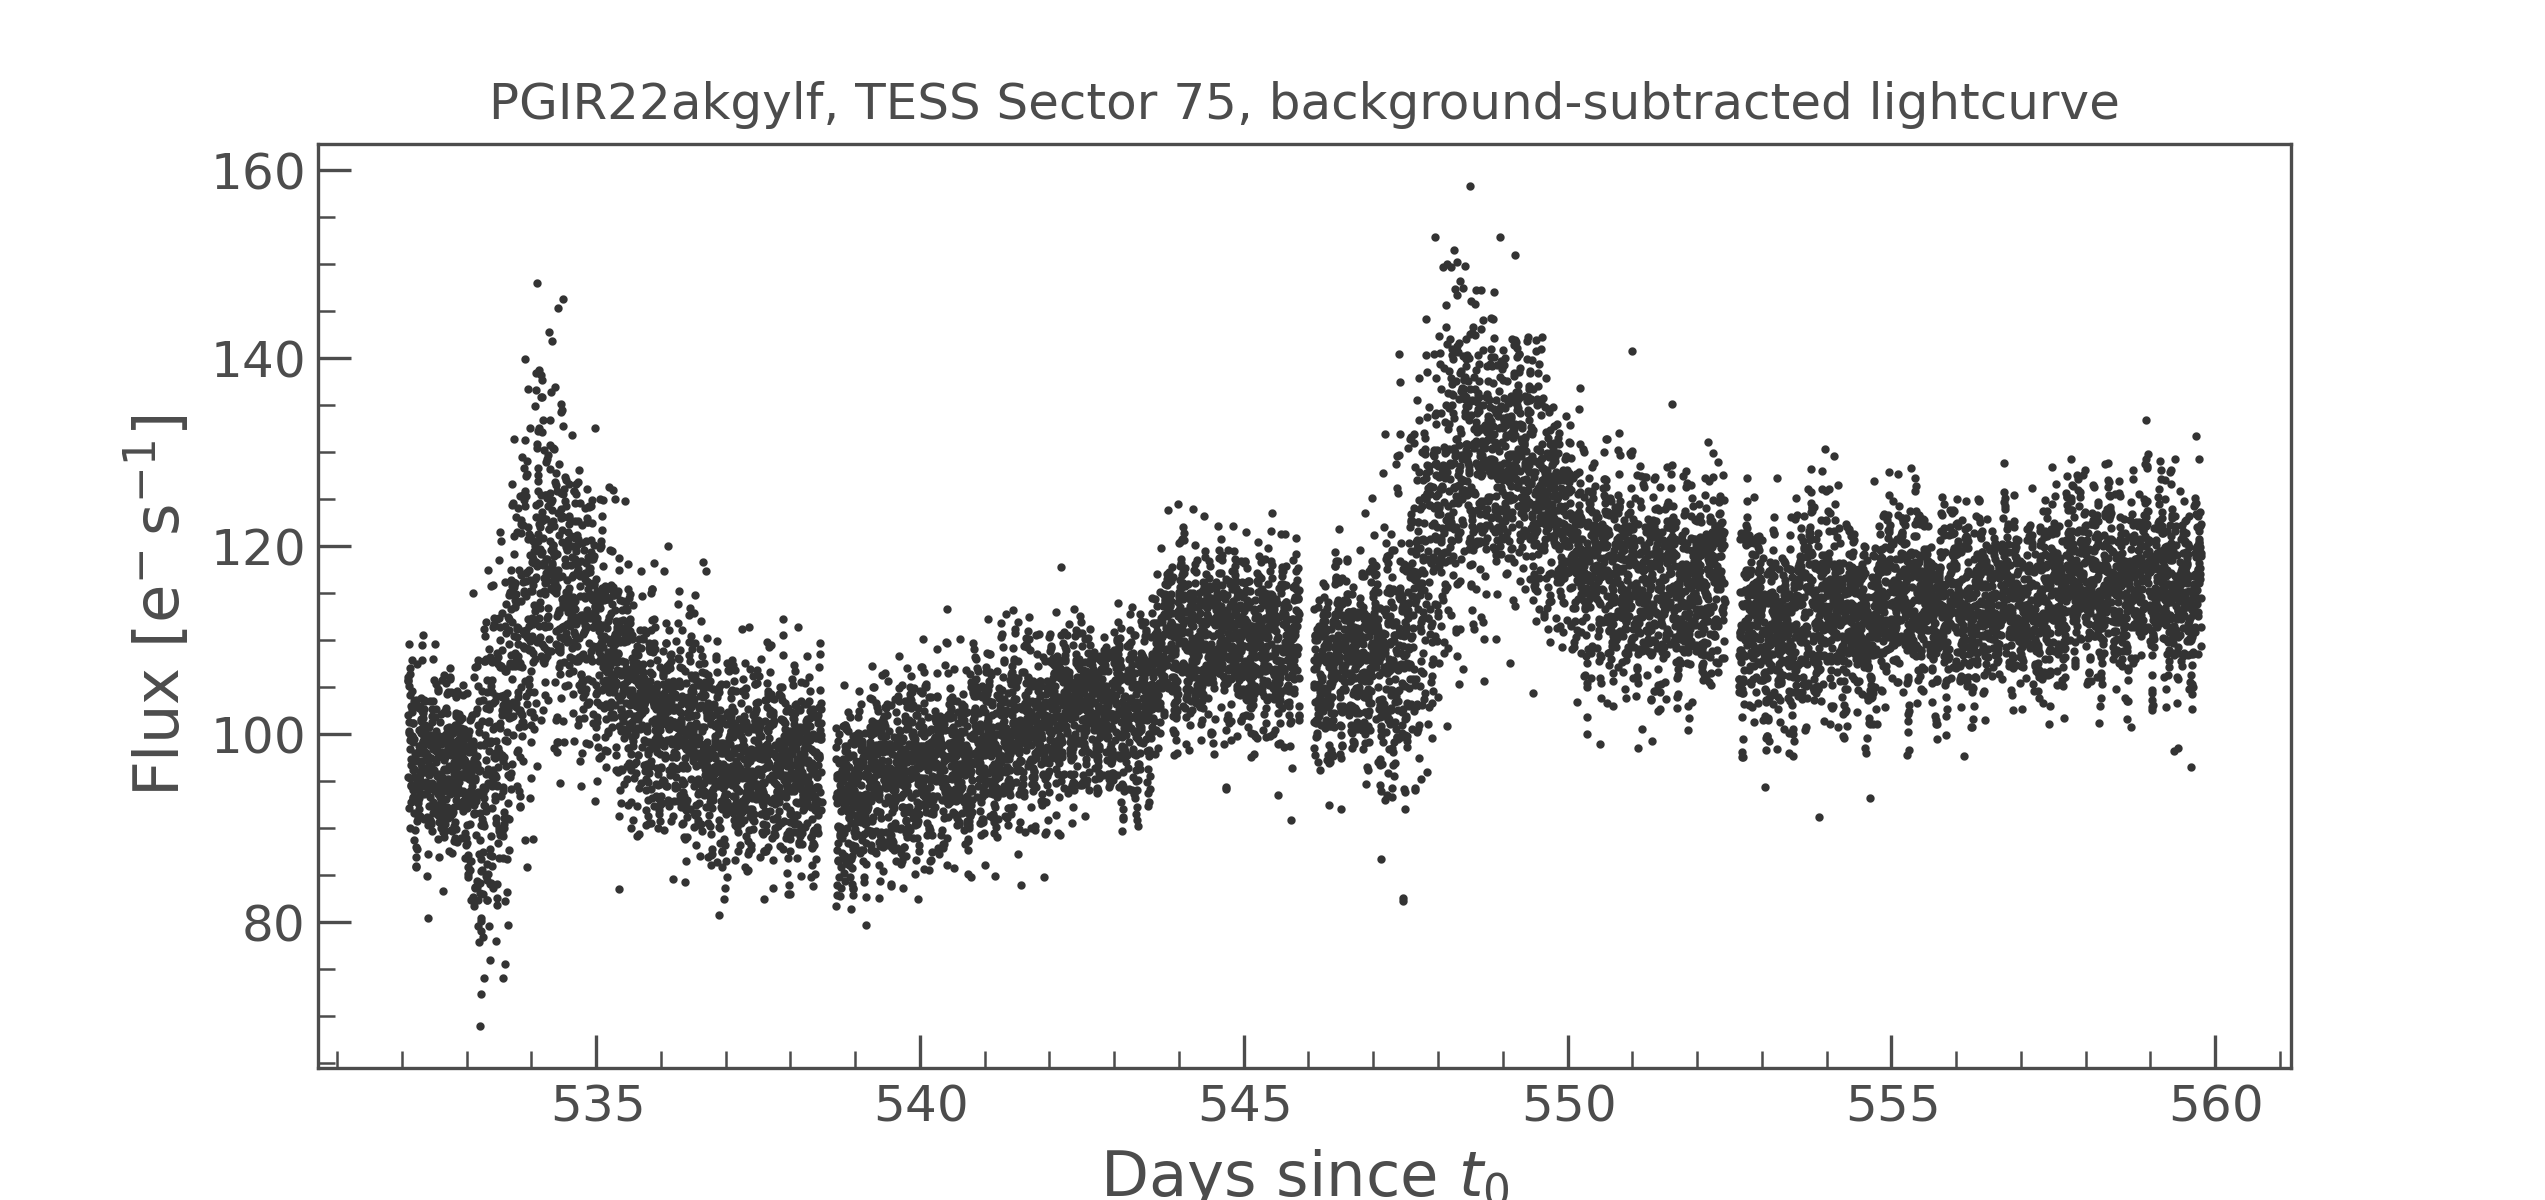 PGIR22akgylf, TESS Sector 75, background-subtracted lightcurve
160
140
120
100
80
Flux [e⁻ s⁻¹]
535 540 545 550 555 560
Days since t₀